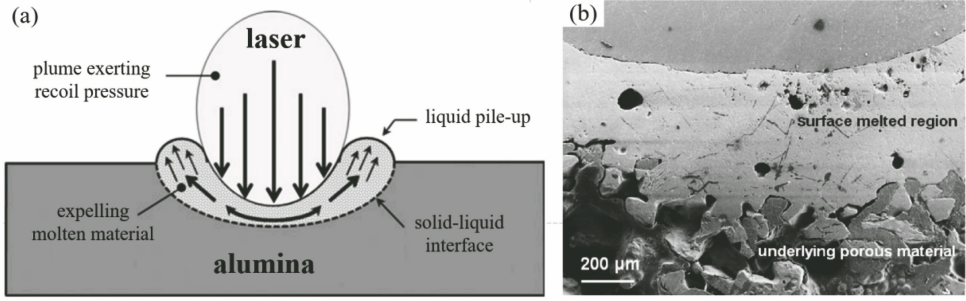 (a)
laser
plume exerting
recoil pressure
liquid pile-up
expelling
molten material
solid-liquid
interface
alumina
(b)
surface melted region
underlying porous material
200 μm